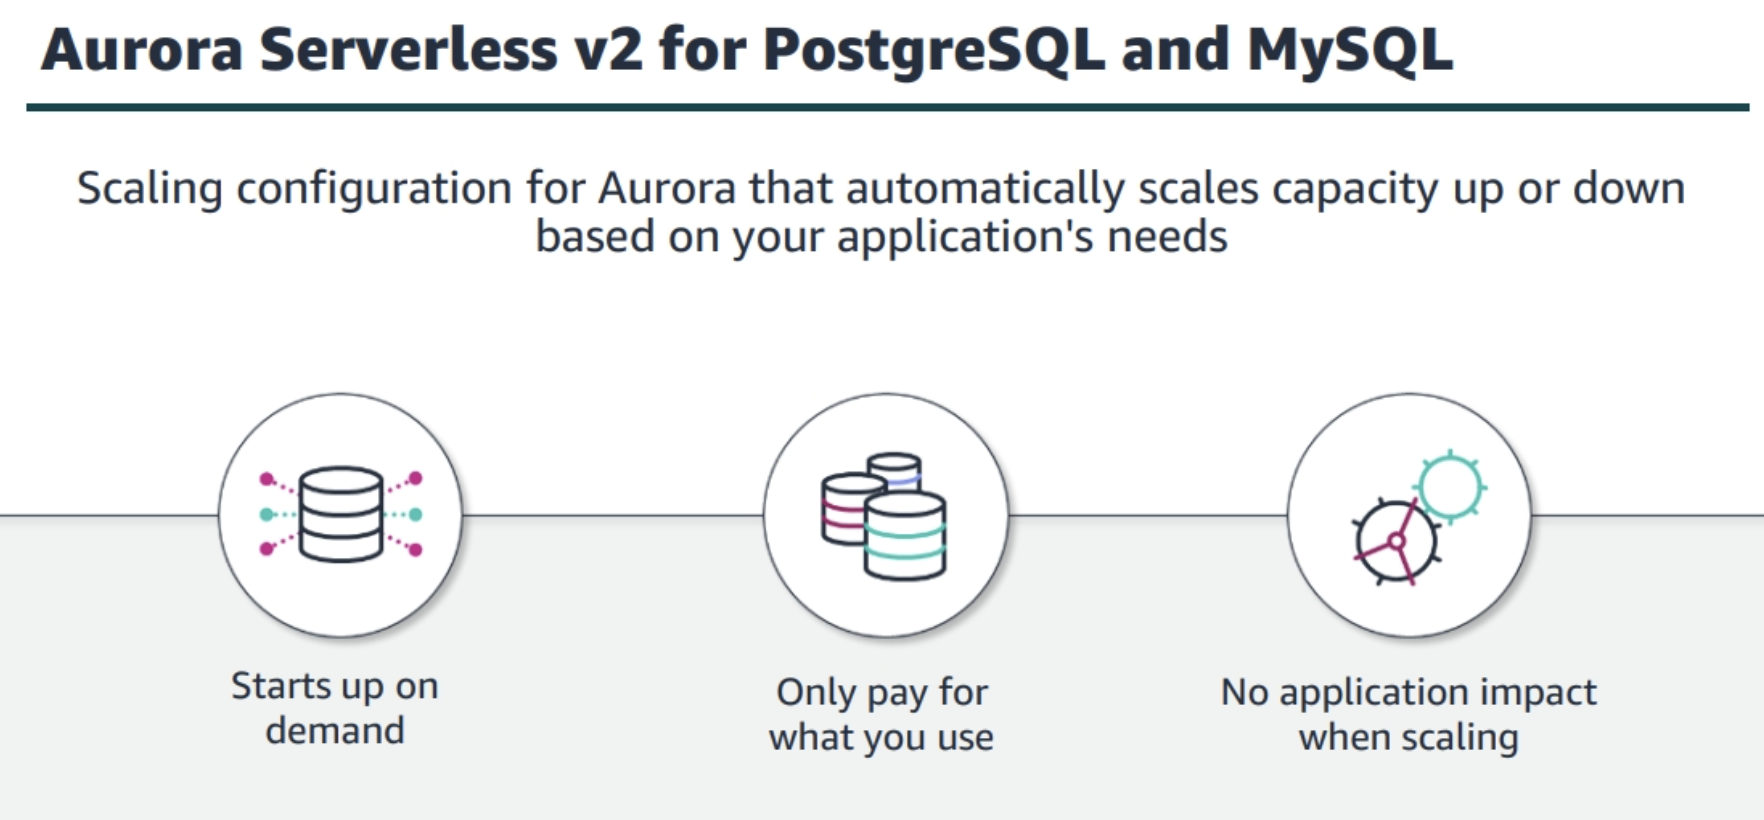 Aurora Serverless v2 for PostgreSQL and MySQL
Scaling configuration for Aurora that automatically scales capacity up or down
based on your application's needs
Starts up on
demand
Only pay for
what you use
No application impact
when scaling